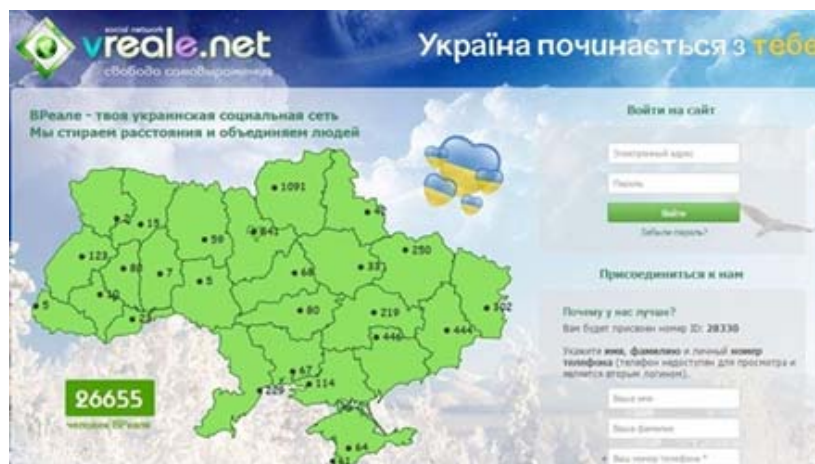 social network
vreale.net
свобода самовыражения
Україна починається з тебе
ВРеале - твоя украинская социальная сеть
Мы стираем расстояния и объединяем людей
1091
2
15
59
841
42
250
123
80
7
5
68
331
5
10
23
80
219
446
444
102
67
114
229
64
61
26655
человек ВРеале
Войти на сайт
Электронный адрес
Пароль
Войти
Забыли пароль?
Присоединиться к нам
Почему у нас лучше?
Вам будет присвоен номер ID: 28330
Укажите имя, фамилию и личный номер
телефона (телефон недоступен для просмотра и
является вторым логином).
Ваше имя
Ваша фамилия
Ваш номер телефона *